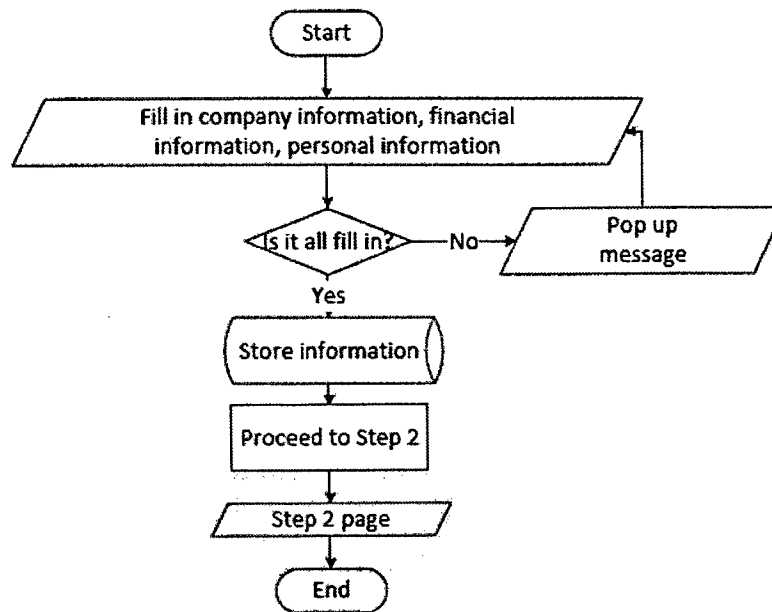 Start
Fill in company information, financial
information, personal information
Is it all fill in?
No
Pop up
message
Yes
Store information
Proceed to Step 2
Step 2 page
End